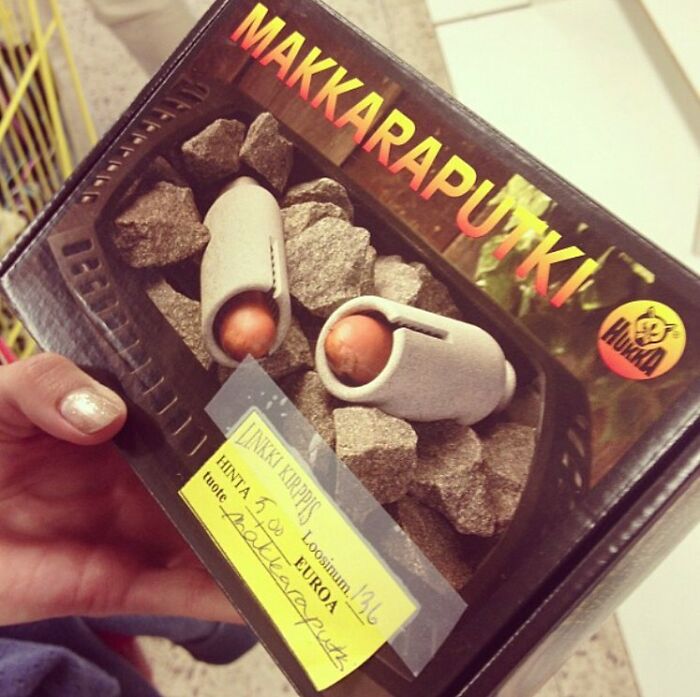 MAKKARAPUTKI
HUKKA
LINKKI KIRPPIS
Loosinum. 136
HINTA 5,00 EUROA
tuote makkaraputki